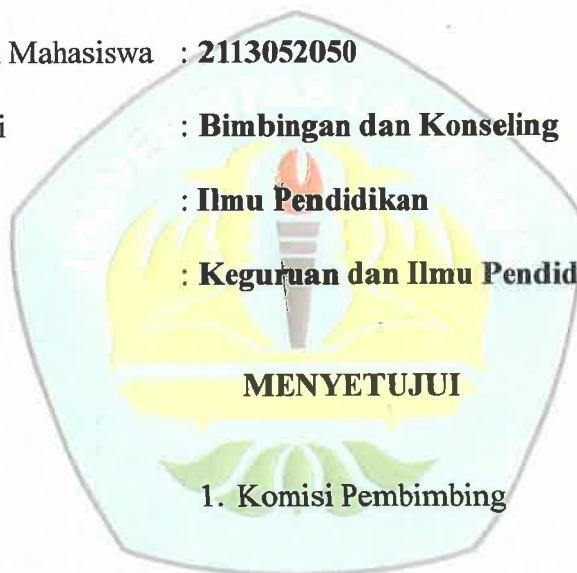 Mahasiswa : 2113052050
: Bimbingan dan Konseling
: Ilmu Pendidikan
: Keguruan dan Ilmu Pendid
MENYETUJUI
1. Komisi Pembimbing